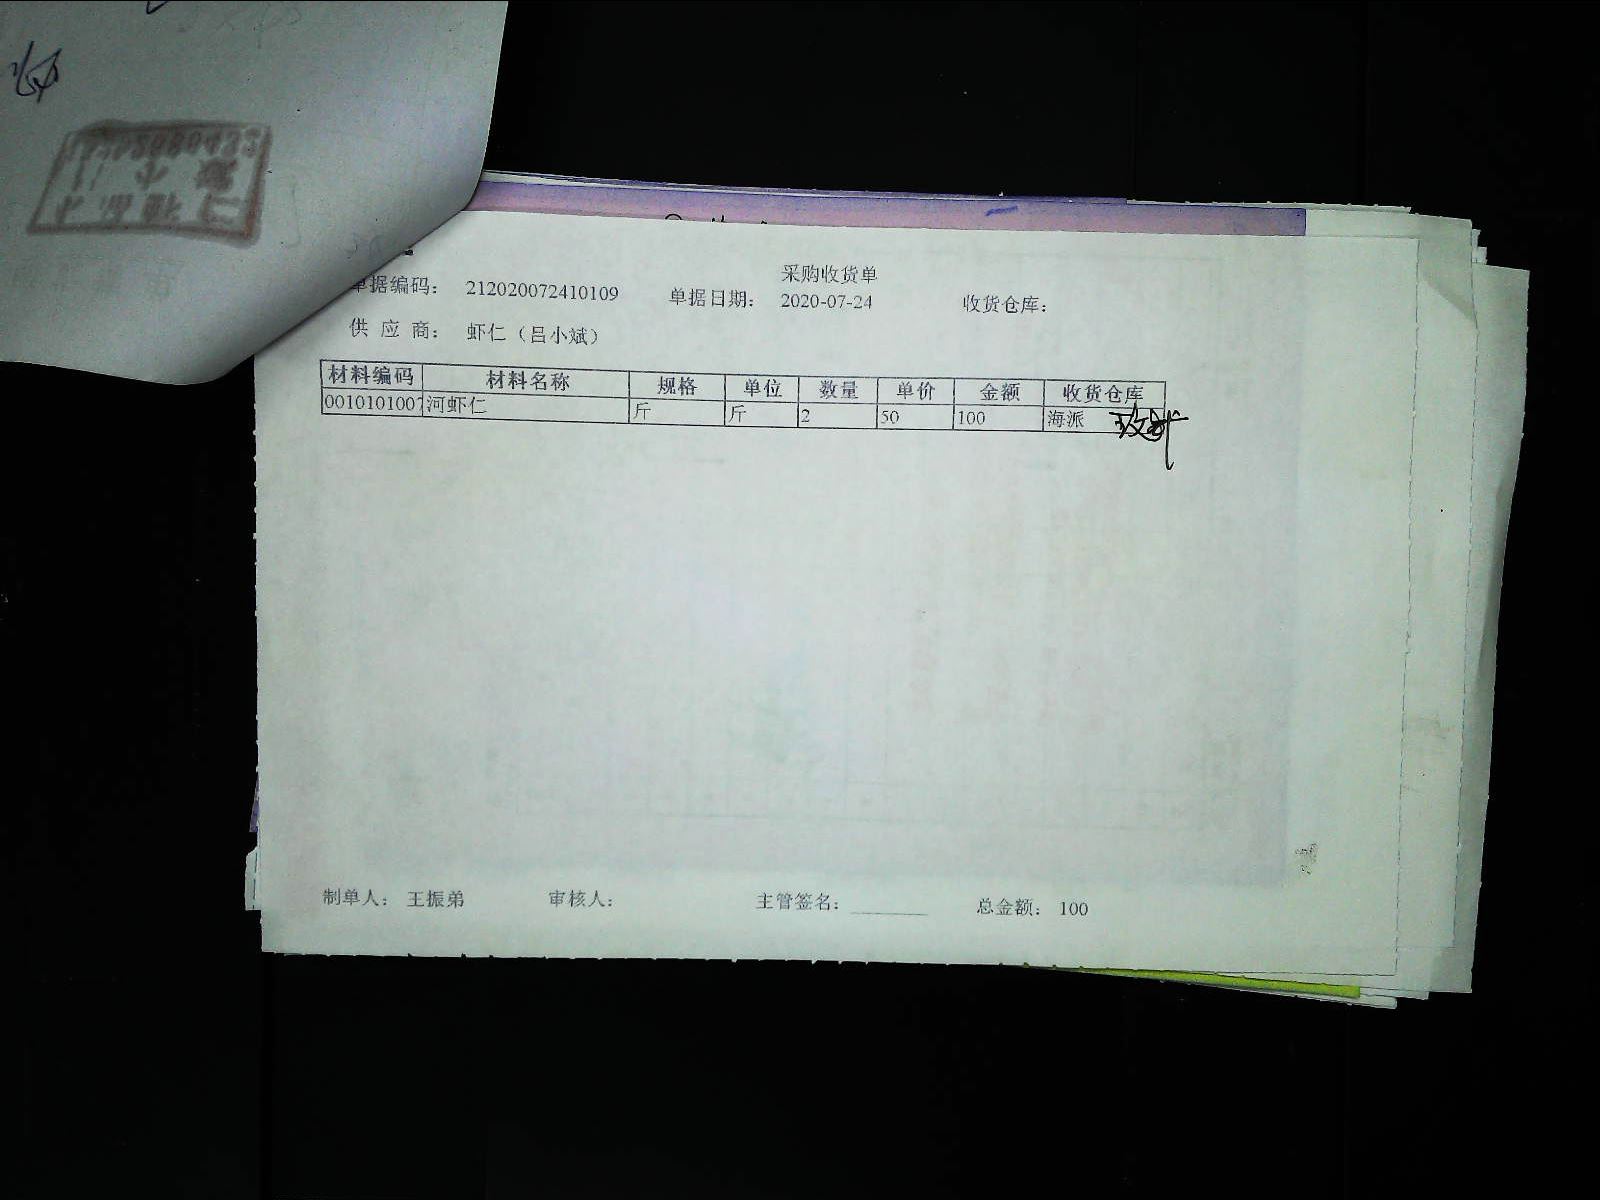 采购收货单
单据编码： 212020072410109 单据日期： 2020-07-24 收货仓库：
供 应 商： 虾仁（吕小斌）
材料编码 材料名称 规格 单位 数量 单价 金额 收货仓库
0010101007 河虾仁 斤 斤 2 50 100 海派
制单人： 王振弟 审核人： 主管签名： 总金额： 100